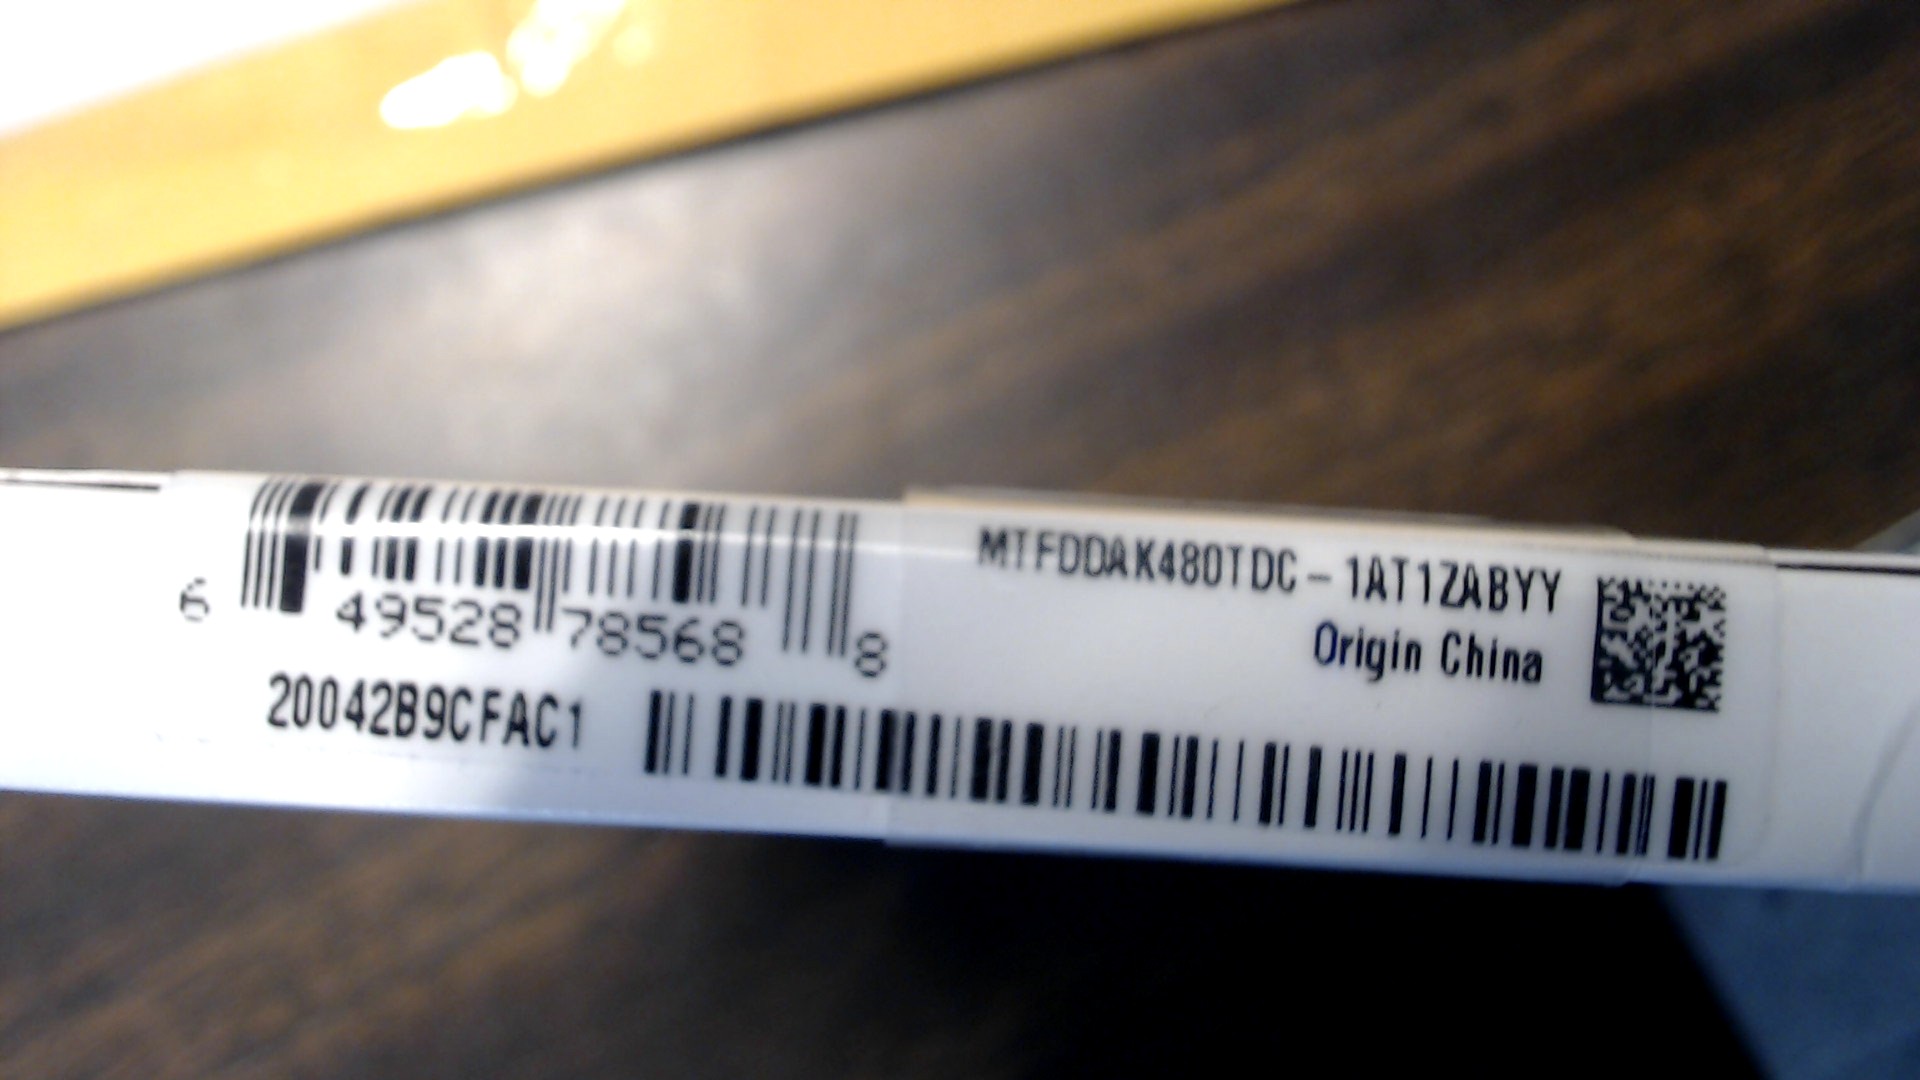 MTFDDAK480TDC-1AT1ZABYY
Origin China
6 49528 78568 8
20042B9CFAC1